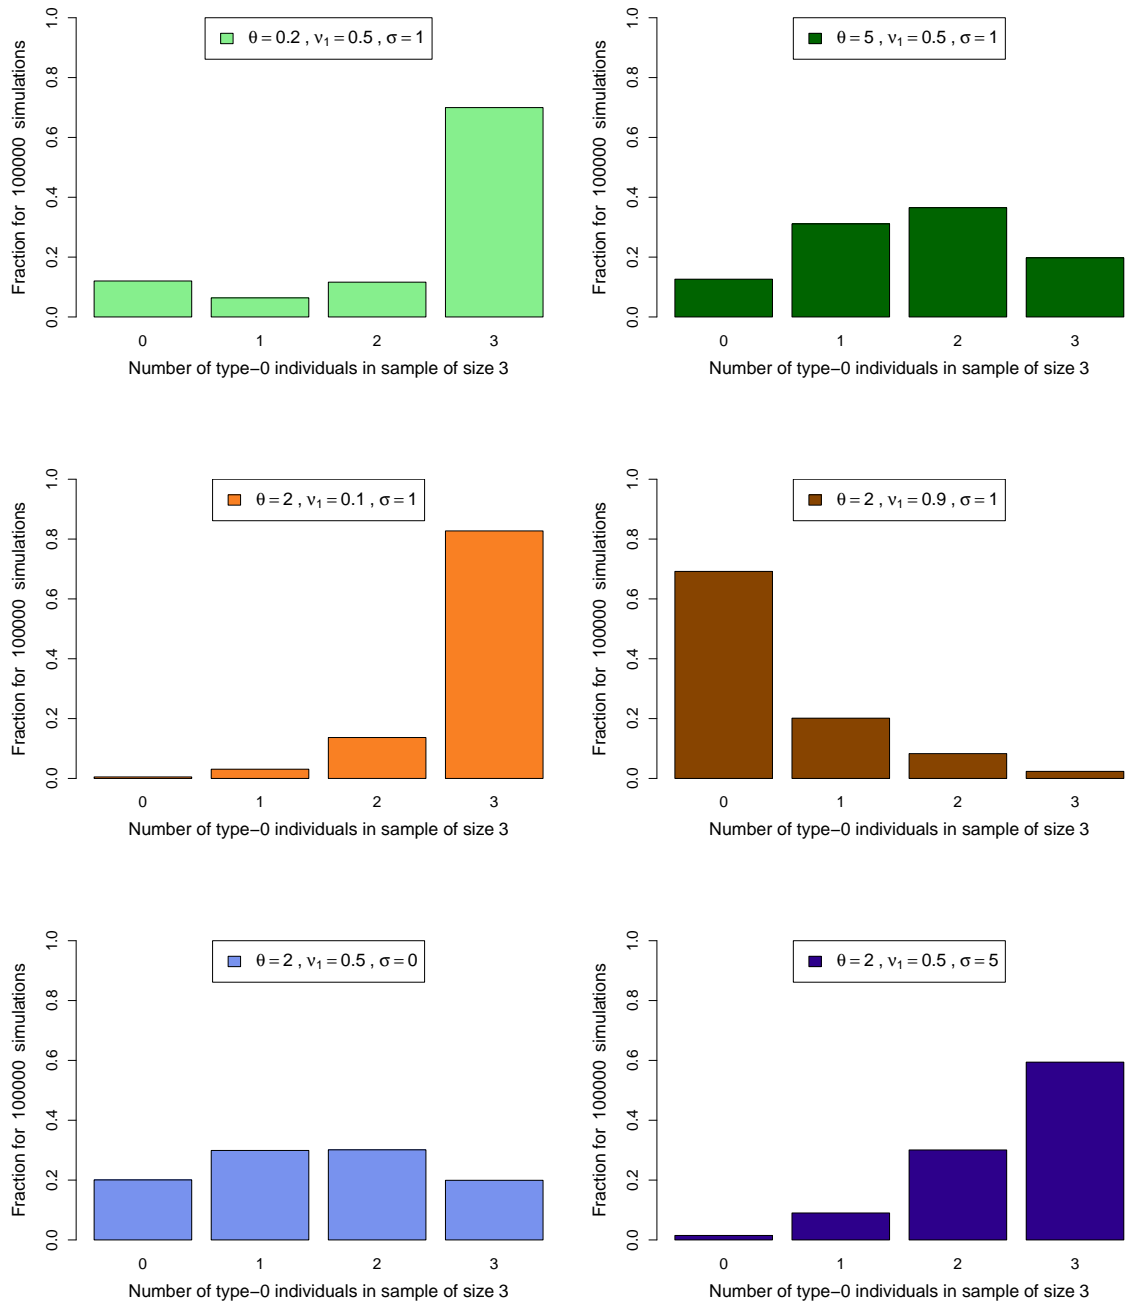 θ = 0.2 , ν₁ = 0.5 , σ = 1
Fraction for 100000 simulations
0.0 0.2 0.4 0.6 0.8 1.0
0 1 2 3
Number of type−0 individuals in sample of size 3
θ = 5 , ν₁ = 0.5 , σ = 1
Fraction for 100000 simulations
0.0 0.2 0.4 0.6 0.8 1.0
0 1 2 3
Number of type−0 individuals in sample of size 3
θ = 2 , ν₁ = 0.1 , σ = 1
Fraction for 100000 simulations
0.0 0.2 0.4 0.6 0.8 1.0
0 1 2 3
Number of type−0 individuals in sample of size 3
θ = 2 , ν₁ = 0.9 , σ = 1
Fraction for 100000 simulations
0.0 0.2 0.4 0.6 0.8 1.0
0 1 2 3
Number of type−0 individuals in sample of size 3
θ = 2 , ν₁ = 0.5 , σ = 0
Fraction for 100000 simulations
0.0 0.2 0.4 0.6 0.8 1.0
0 1 2 3
Number of type−0 individuals in sample of size 3
θ = 2 , ν₁ = 0.5 , σ = 5
Fraction for 100000 simulations
0.0 0.2 0.4 0.6 0.8 1.0
0 1 2 3
Number of type−0 individuals in sample of size 3